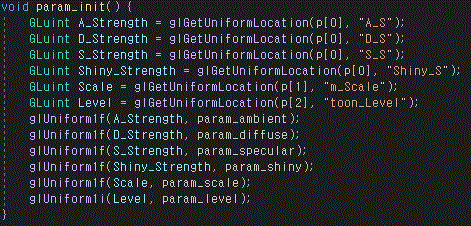 void param_init() {
GLuint A_Strength = glGetUniformLocation(p[0], "A_S");
GLuint D_Strength = glGetUniformLocation(p[0], "D_S");
GLuint S_Strength = glGetUniformLocation(p[0], "S_S");
GLuint Shiny_Strength = glGetUniformLocation(p[0], "Shiny_S");
GLuint Scale = glGetUniformLocation(p[1], "m_Scale");
GLuint Level = glGetUniformLocation(p[2], "toon_Level");
glUniform1f(A_Strength, param_ambient);
glUniform1f(D_Strength, param_diffuse);
glUniform1f(S_Strength, param_specular);
glUniform1f(Shiny_Strength, param_shiny);
glUniform1f(Scale, param_scale);
glUniform1i(Level, param_level);
}